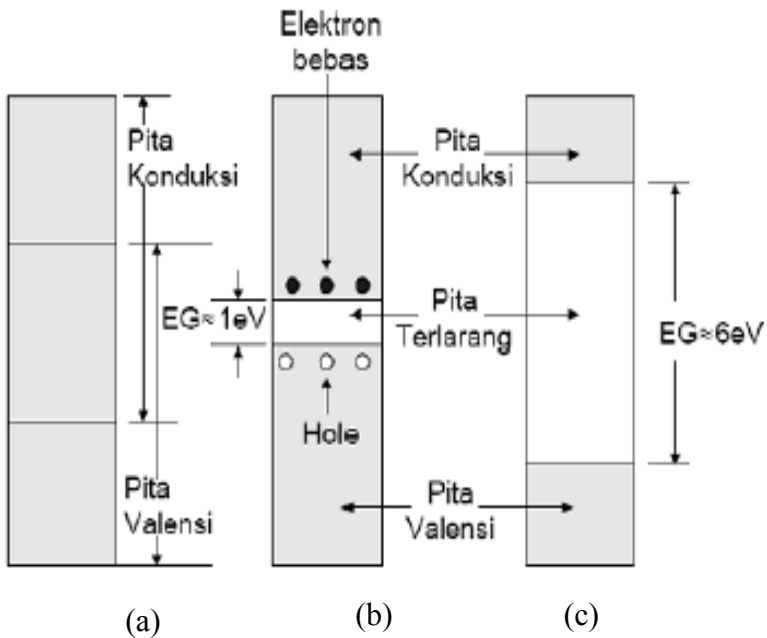 Elektron
bebas
Pita
Konduksi
Pita
Konduksi
EG≈1eV
Pita
Terlarang
EG≈6eV
Hole
Pita
Valensi
Pita
Valensi
(a)
(b)
(c)